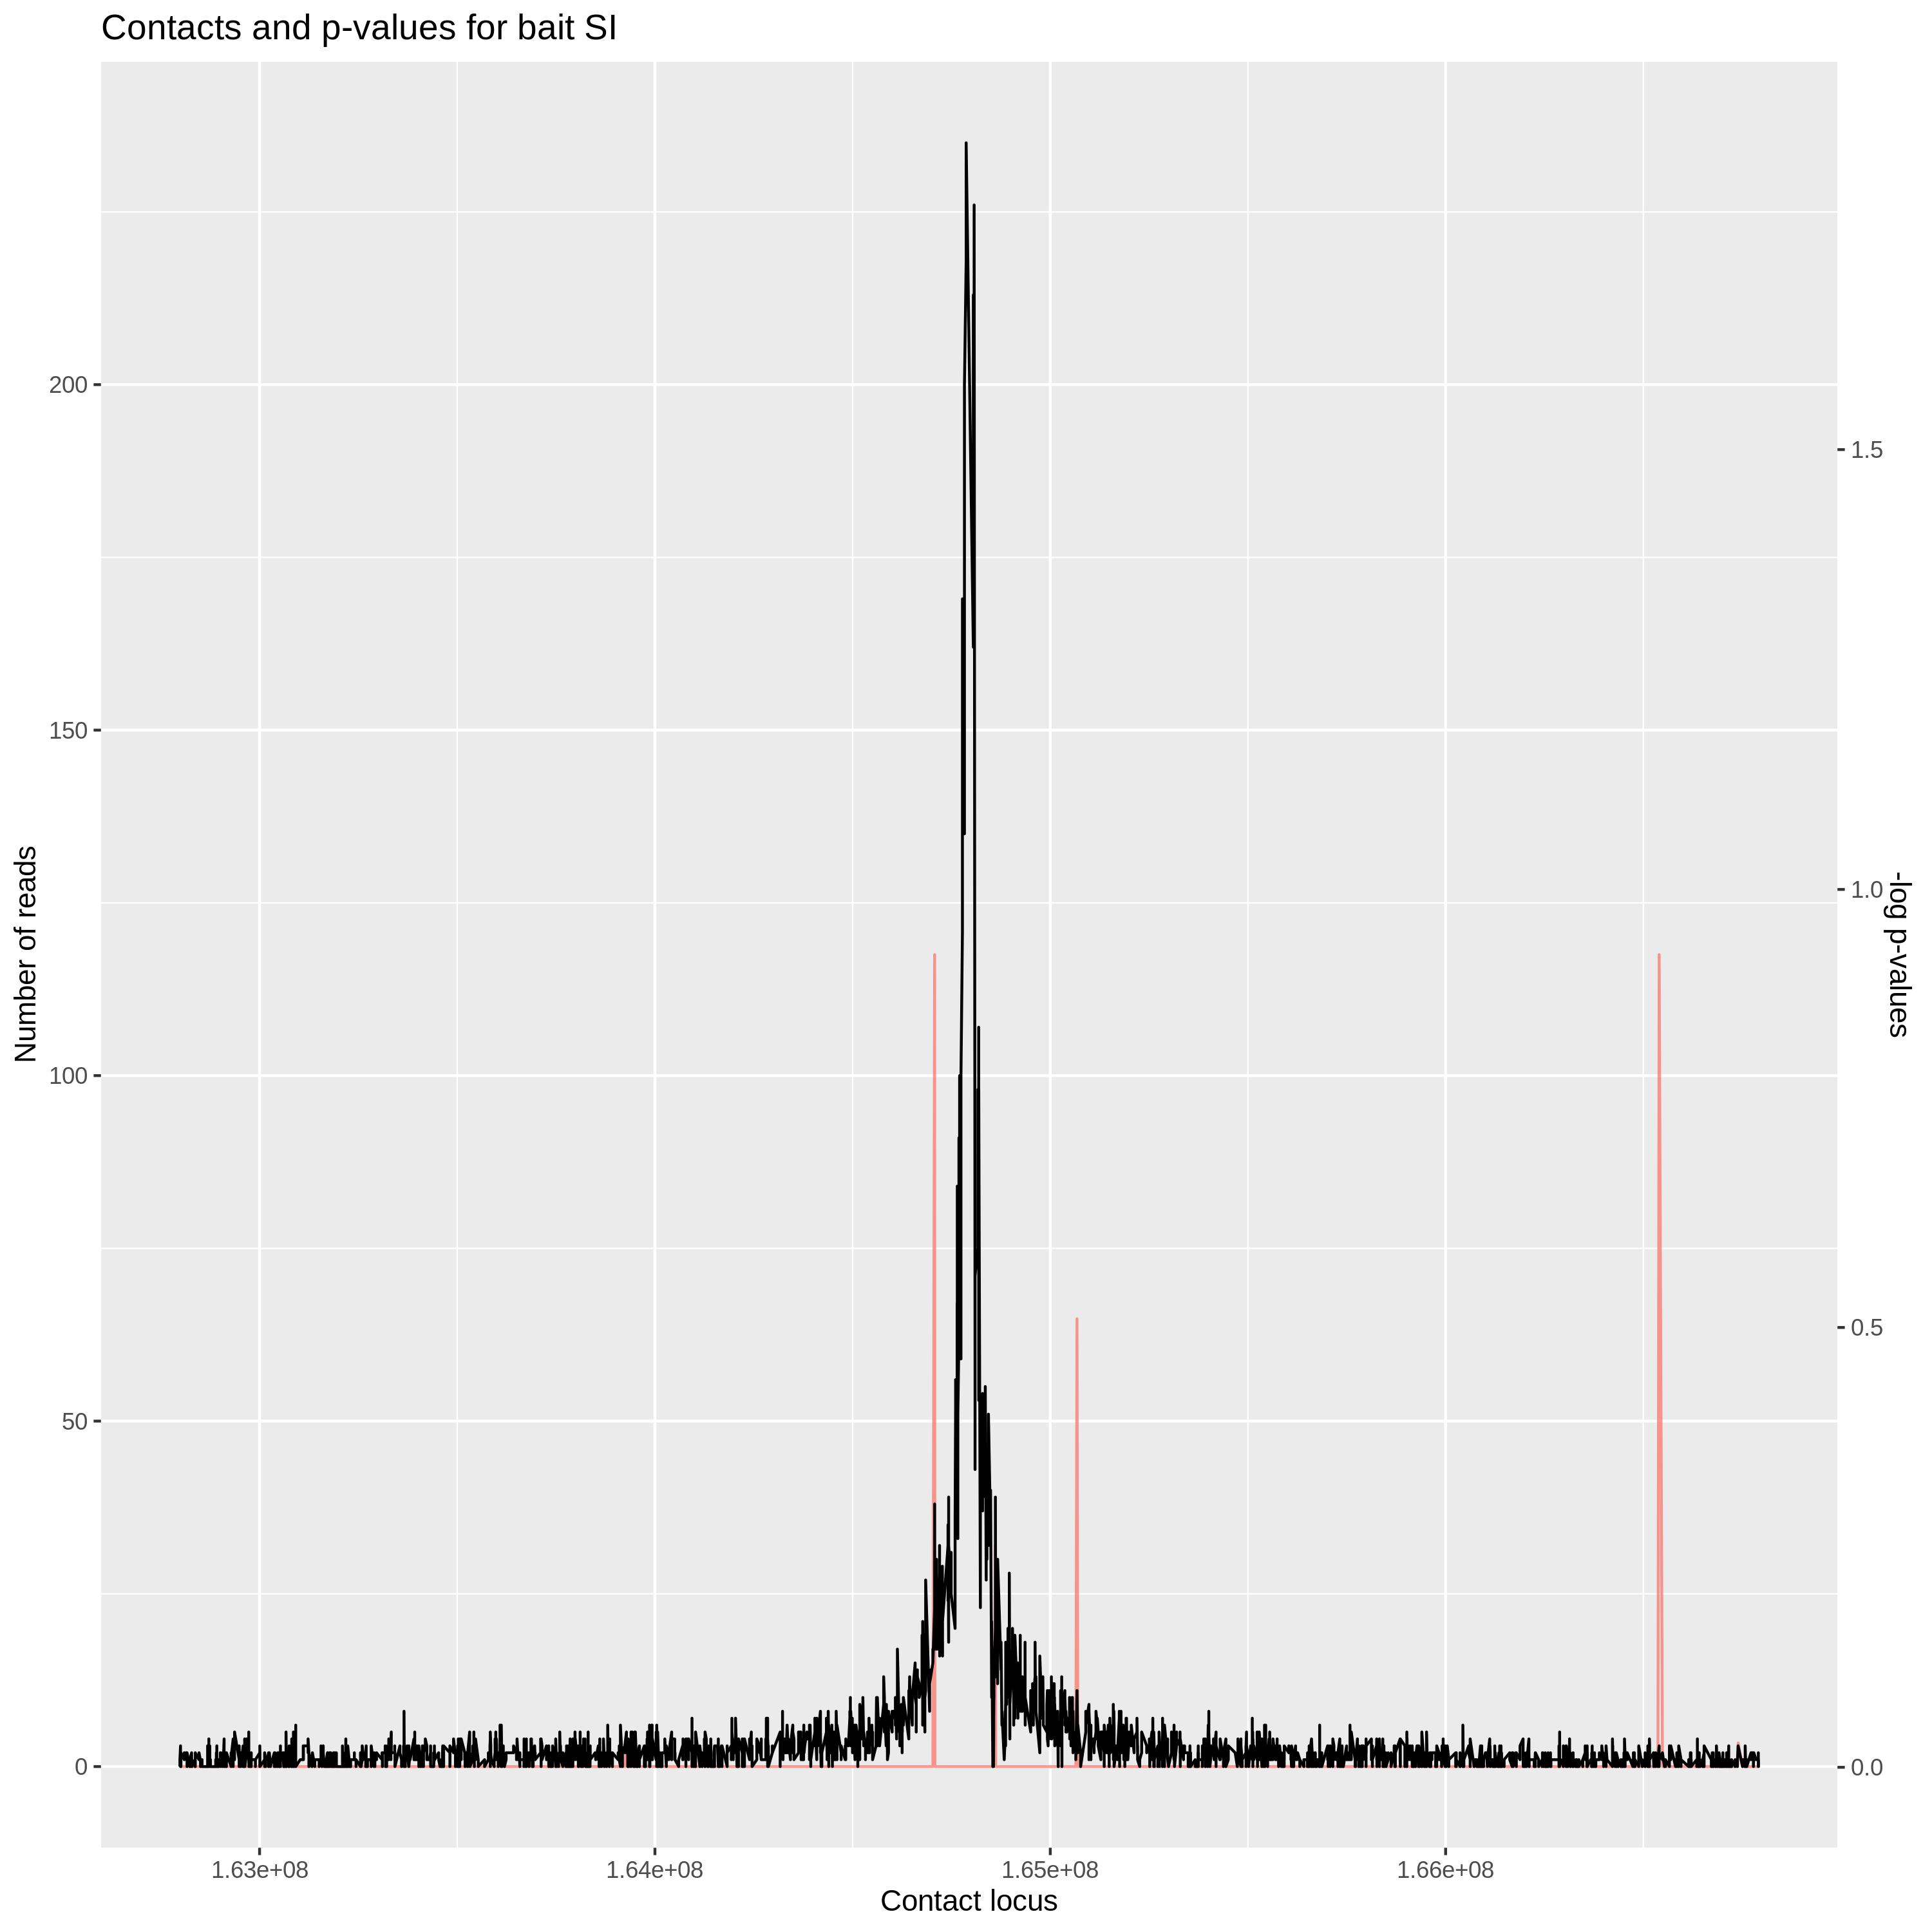 Contacts and p-values for bait SI
200
150
100
50
0
Number of reads
1.5
1.0
0.5
0.0
-log p-values
1.63e+08
1.64e+08
1.65e+08
1.66e+08
Contact locus